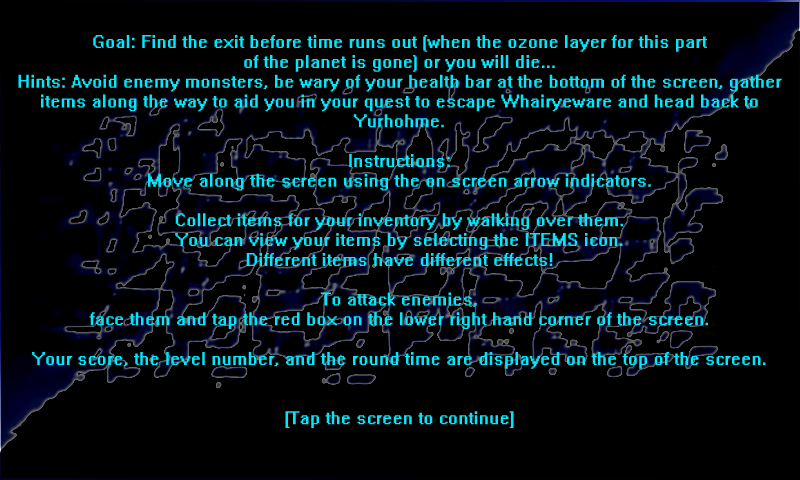 Goal: Find the exit before time runs out (when the ozone layer for this part
of the planet is gone) or you will die...
Hints: Avoid enemy monsters, be wary of your health bar at the bottom of the screen, gather
items along the way to aid you in your quest to escape Whairyeware and head back to
Yurhohme.
Instructions:
Move along the screen using the on screen arrow indicators.
Collect items for your inventory by walking over them.
You can view your items by selecting the ITEMS icon.
Different items have different effects!
To attack enemies,
face them and tap the red box on the lower right hand corner of the screen.
Your score, the level number, and the round time are displayed on the top of the screen.
[Tap the screen to continue]